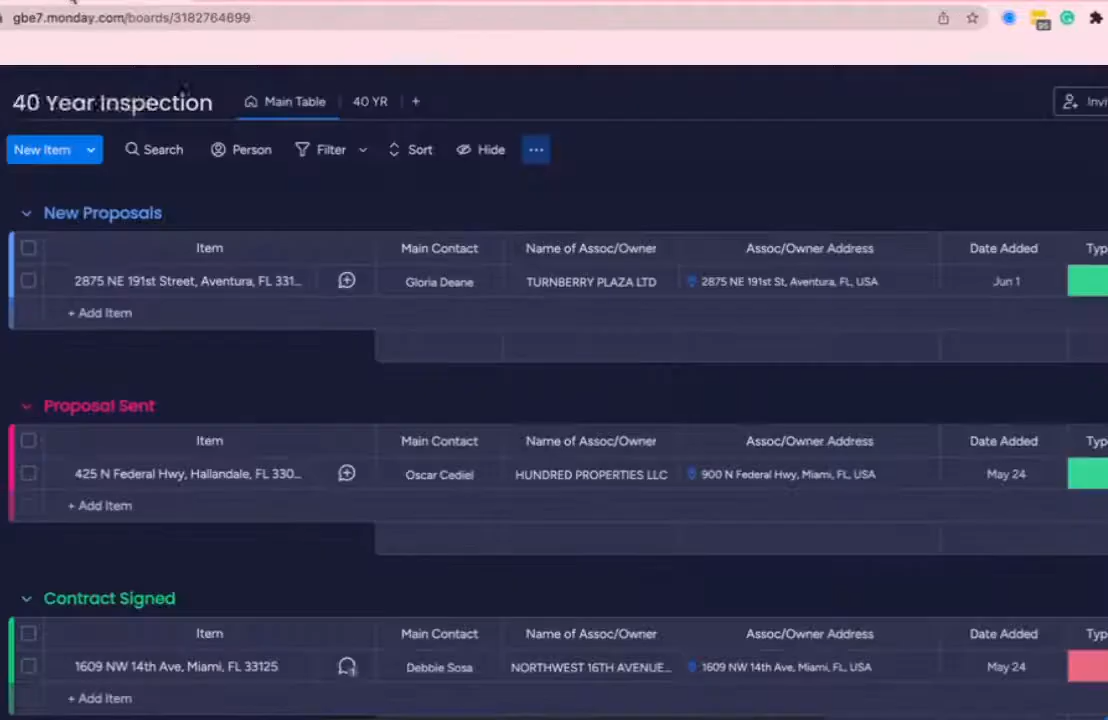 gbe7.monday.com/boards/3182764699
40 Year Inspection Main Table 40 YR + Invi
New Item Search Person Filter Sort Hide ...
New Proposals
Item Main Contact Name of Assoc/Owner Assoc/Owner Address Date Added Typ
2875 NE 191st Street, Aventura, FL 331... Gloria Deane TURNBERRY PLAZA LTD 2875 NE 191st St, Aventura, FL, USA Jun 1
+ Add Item
Proposal Sent
Item Main Contact Name of Assoc/Owner Assoc/Owner Address Date Added Typ
425 N Federal Hwy, Hallandale, FL 330... Oscar Cediel HUNDRED PROPERTIES LLC 900 N Federal Hwy, Miami, FL, USA May 24
+ Add Item
Contract Signed
Item Main Contact Name of Assoc/Owner Assoc/Owner Address Date Added Typ
1609 NW 14th Ave, Miami, FL 33125 1 Debbie Sosa NORTHWEST 16TH AVENUE... 1609 NW 14th Ave, Miami, FL, USA May 24
+ Add Item